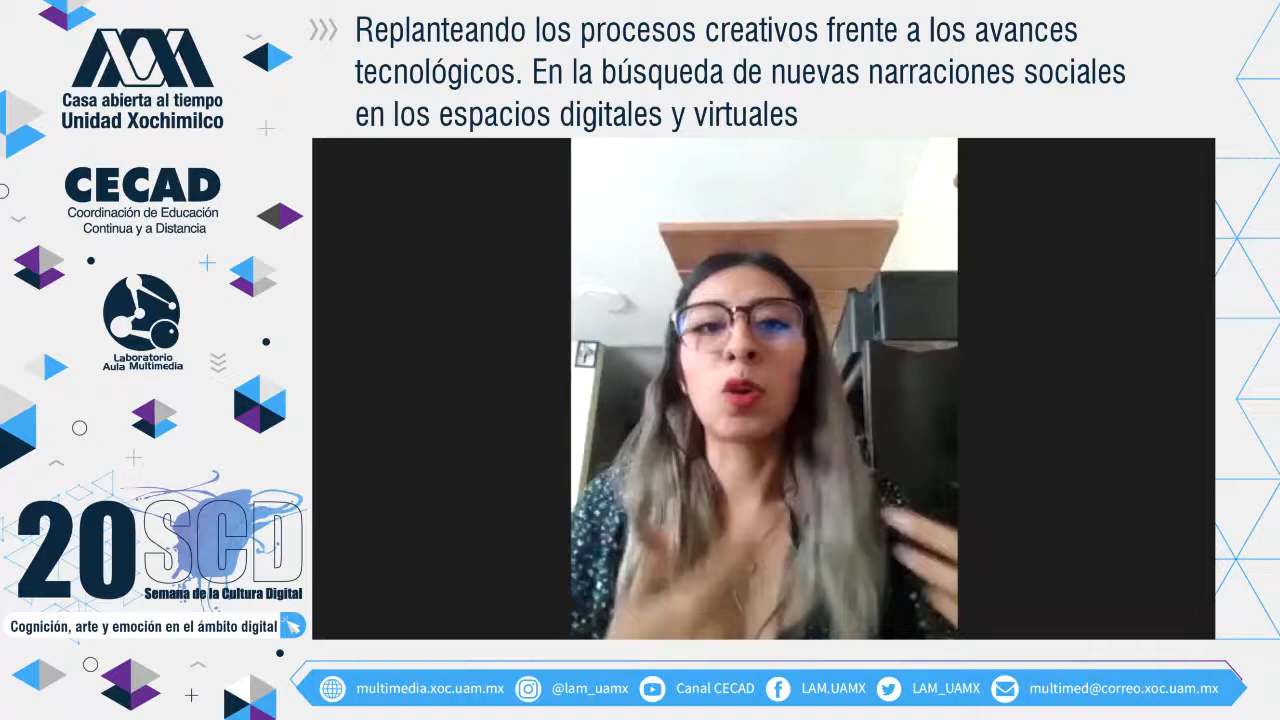 Replanteando los procesos creativos frente a los avances
tecnológicos. En la búsqueda de nuevas narraciones sociales
en los espacios digitales y virtuales
Casa abierta al tiempo
Unidad Xochimilco
CECAD
Coordinación de Educación
Continua y a Distancia
Laboratorio
Aula Multimedia
20 SCD
Semana de la Cultura Digital
Cognición, arte y emoción en el ámbito digital
multimedia.xoc.uam.mx @lam_uamx Canal CECAD LAM.UAMX LAM_UAMX multimed@correo.xoc.uam.mx